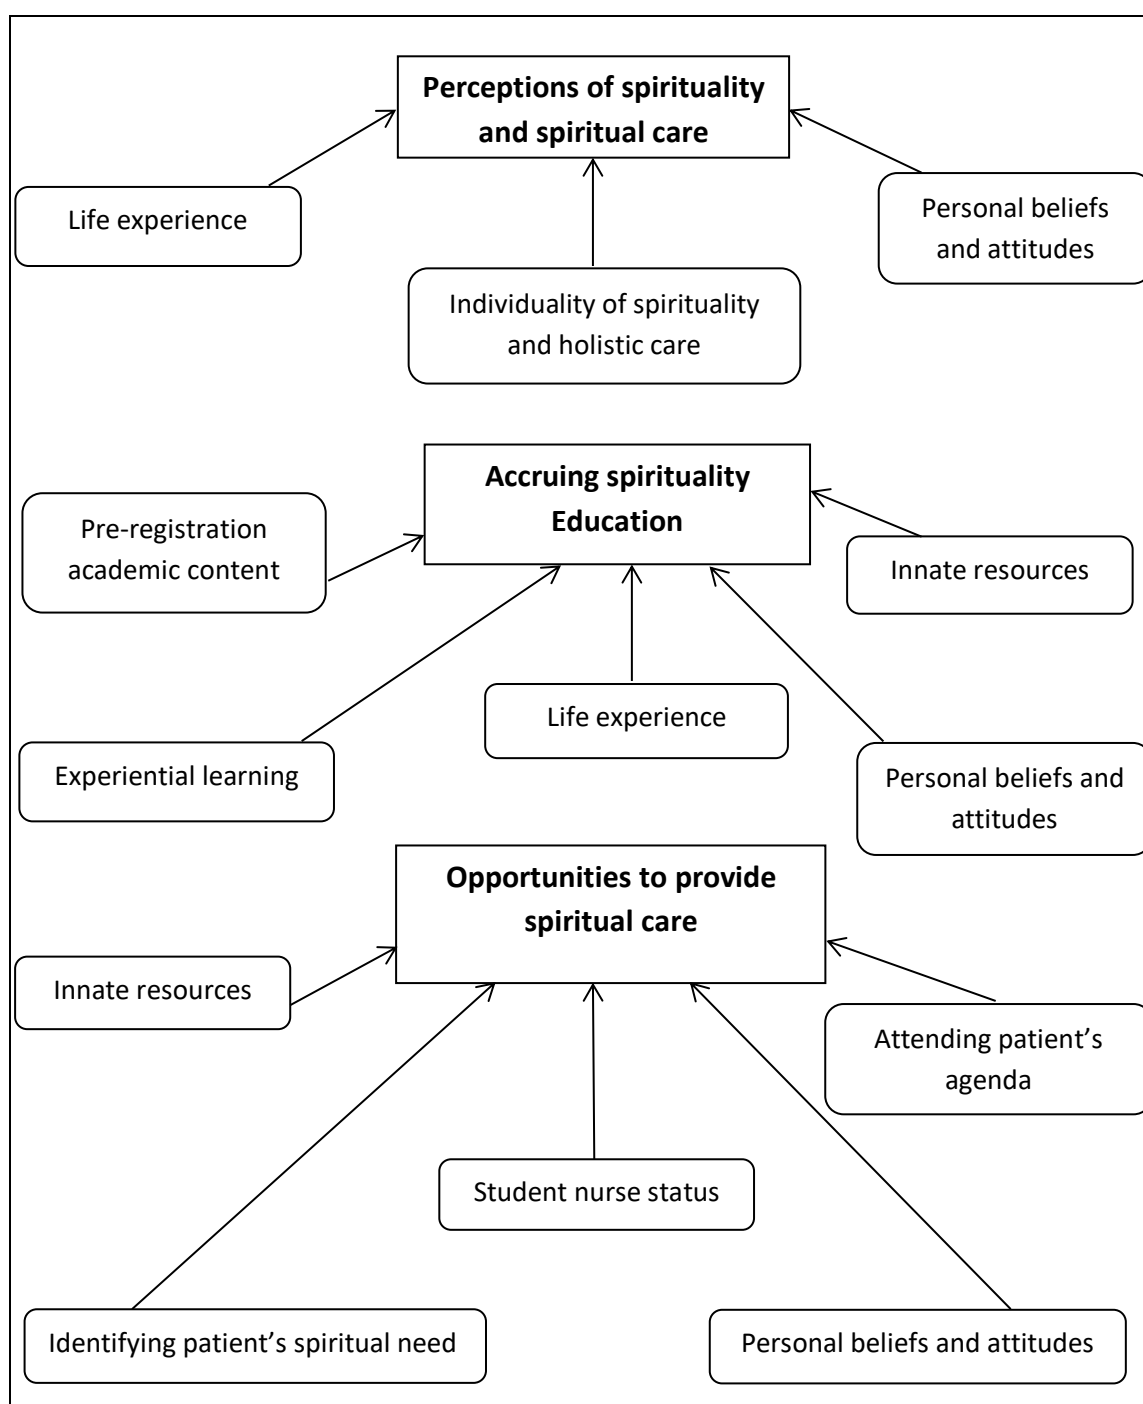 Perceptions of spirituality
and spiritual care
Life experience
Personal beliefs
and attitudes
Individuality of spirituality
and holistic care
Accruing spirituality
Education
Pre-registration
academic content
Innate resources
Life experience
Experiential learning
Personal beliefs and
attitudes
Opportunities to provide
spiritual care
Innate resources
Attending patient’s
agenda
Student nurse status
Identifying patient’s spiritual need
Personal beliefs and attitudes